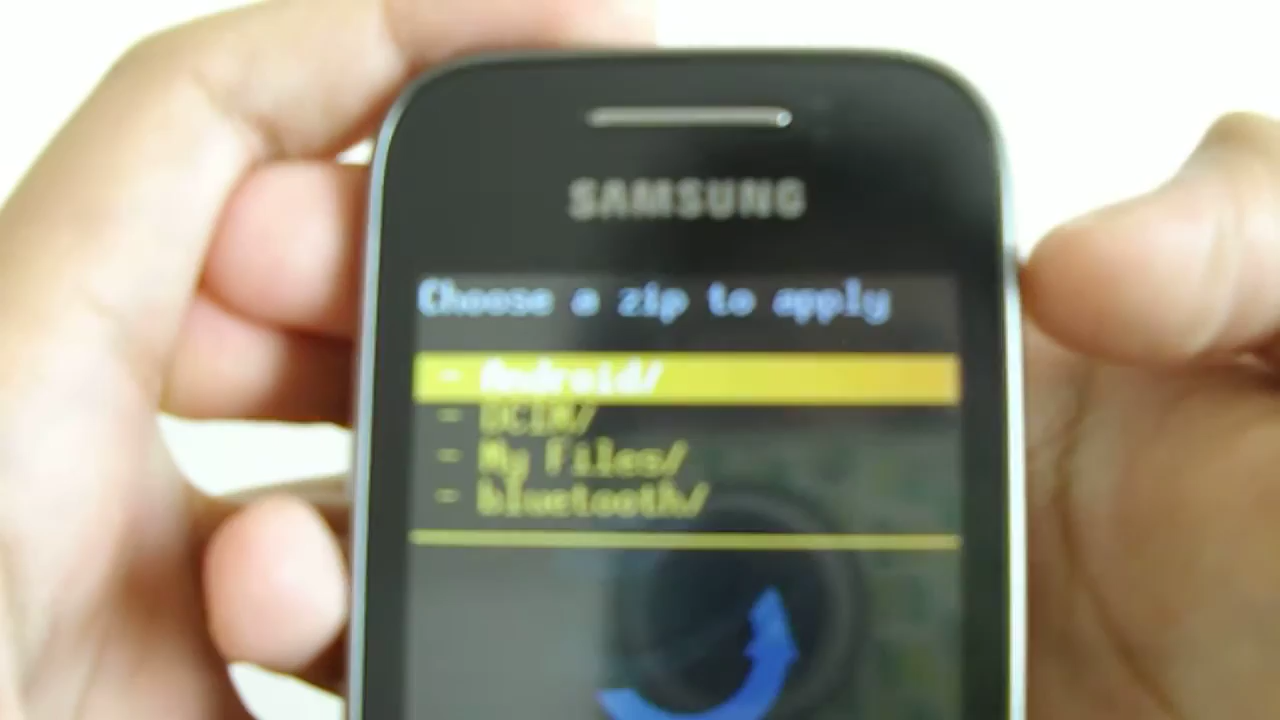 SAMSUNG
Choose a zip to apply
- Android/
- DCIM/
- My Files/
- bluetooth/